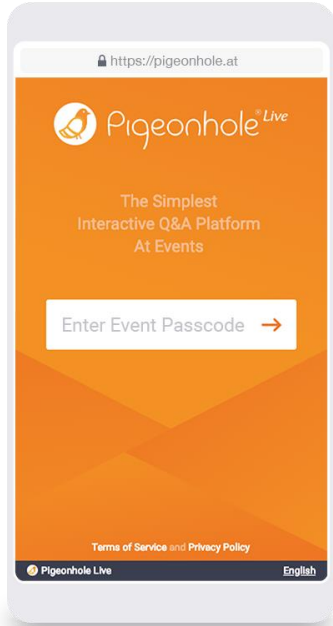 https://pigeonhole.at
Pigeonhole® Live
The Simplest
Interactive Q&A Platform
At Events
Enter Event Passcode →
Terms of Service and Privacy Policy
Pigeonhole Live English